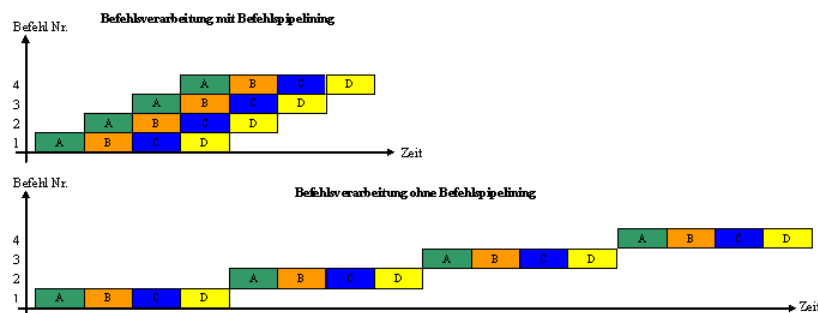 Befehlsverarbeitung mit Befehlspipelining
Befehl Nr.
4 A B C D
3 A B C D
2 A B C D
1 A B C D
Zeit
Befehl Nr.
Befehlsverarbeitung ohne Befehlspipelining
4 A B C D
3 A B C D
2 A B C D
1 A B C D
Zeit